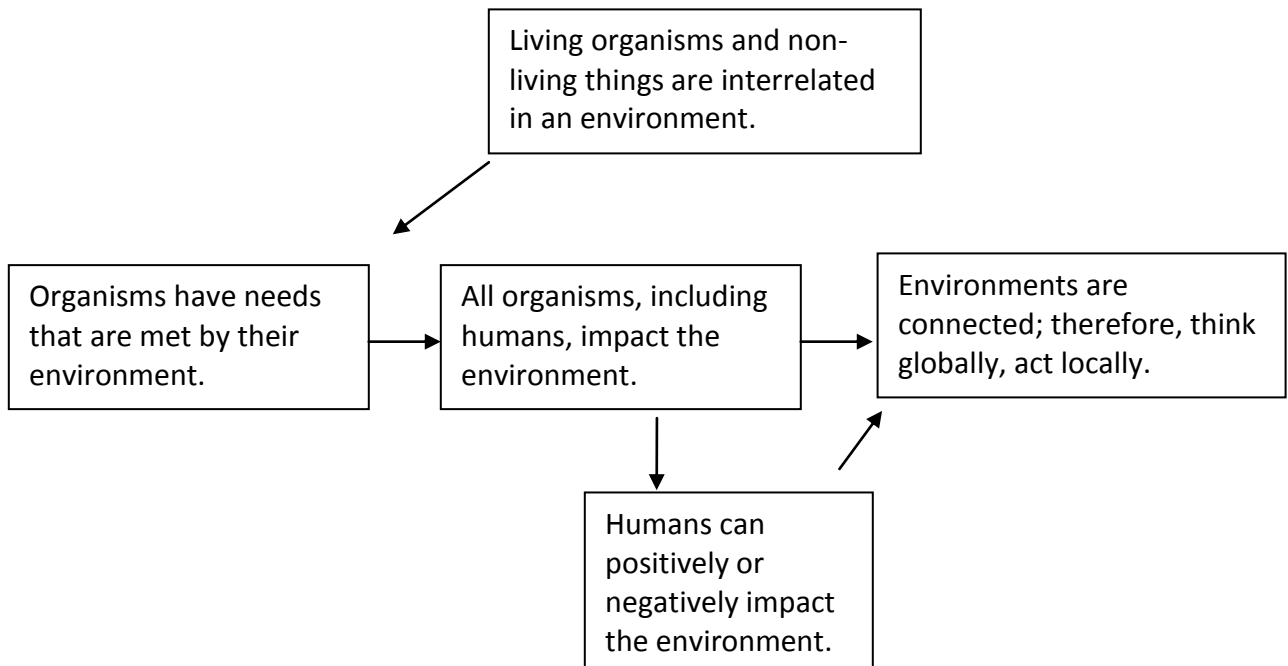 Living organisms and non-
living things are interrelated
in an environment.
Organisms have needs
that are met by their
environment.
All organisms, including
humans, impact the
environment.
Environments are
connected; therefore, think
globally, act locally.
Humans can
positively or
negatively impact
the environment.